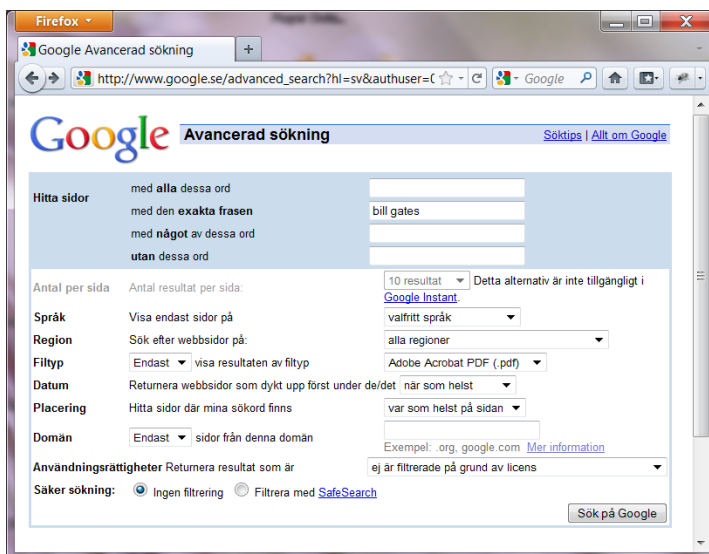 Firefox
Google Avancerad sökning
http://www.google.se/advanced_search?hl=sv&authuser=
Google
Google Avancerad sökning
Söktips | Allt om Google
Hitta sidor
med alla dessa ord
med den exakta frasen bill gates
med något av dessa ord
utan dessa ord
Antal per sida Antal resultat per sida: 10 resultat Detta alternativ är inte tillgängligt i
Google Instant.
Språk Visa endast sidor på valfritt språk
Region Sök efter webbsidor på: alla regioner
Filtyp Endast visa resultaten av filtyp Adobe Acrobat PDF (.pdf)
Datum Returnera webbsidor som dykt upp först under de/det när som helst
Placering Hitta sidor där mina sökord finns var som helst på sidan
Domän Endast sidor från denna domän
Exempel: .org, google.com Mer information
Användningsrättigheter Returnera resultat som är ej är filtrerade på grund av licens
Säker sökning: Ingen filtrering Filtrera med SafeSearch
Sök på Google